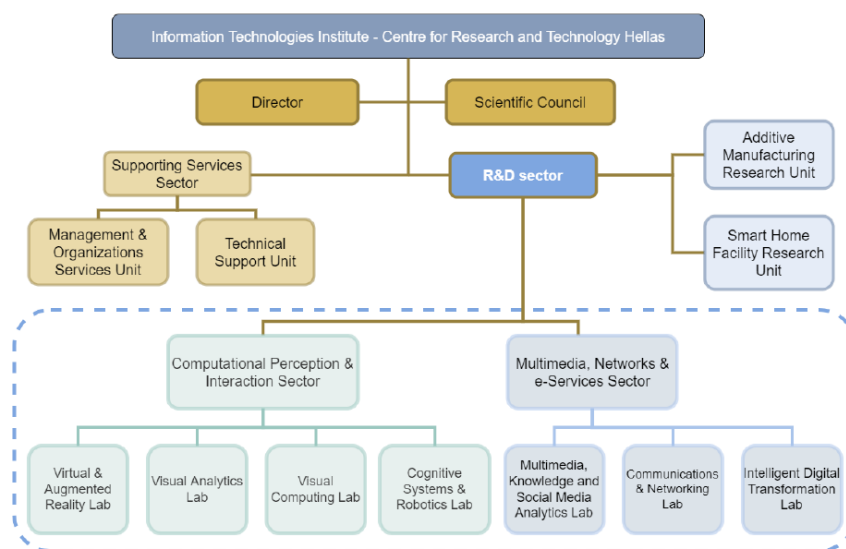 Information Technologies Institute - Centre for Research and Technology Hellas
Director
Scientific Council
Supporting Services
Sector
R&D sector
Additive
Manufacturing
Research Unit
Management &
Organizations
Services Unit
Technical
Support Unit
Smart Home
Facility Research
Unit
Computational Perception &
Interaction Sector
Multimedia, Networks &
e-Services Sector
Virtual &
Augmented
Reality Lab
Visual Analytics
Lab
Visual
Computing Lab
Cognitive
Systems &
Robotics Lab
Multimedia,
Knowledge and
Social Media
Analytics Lab
Communications
& Networking
Lab
Intelligent Digital
Transformation
Lab